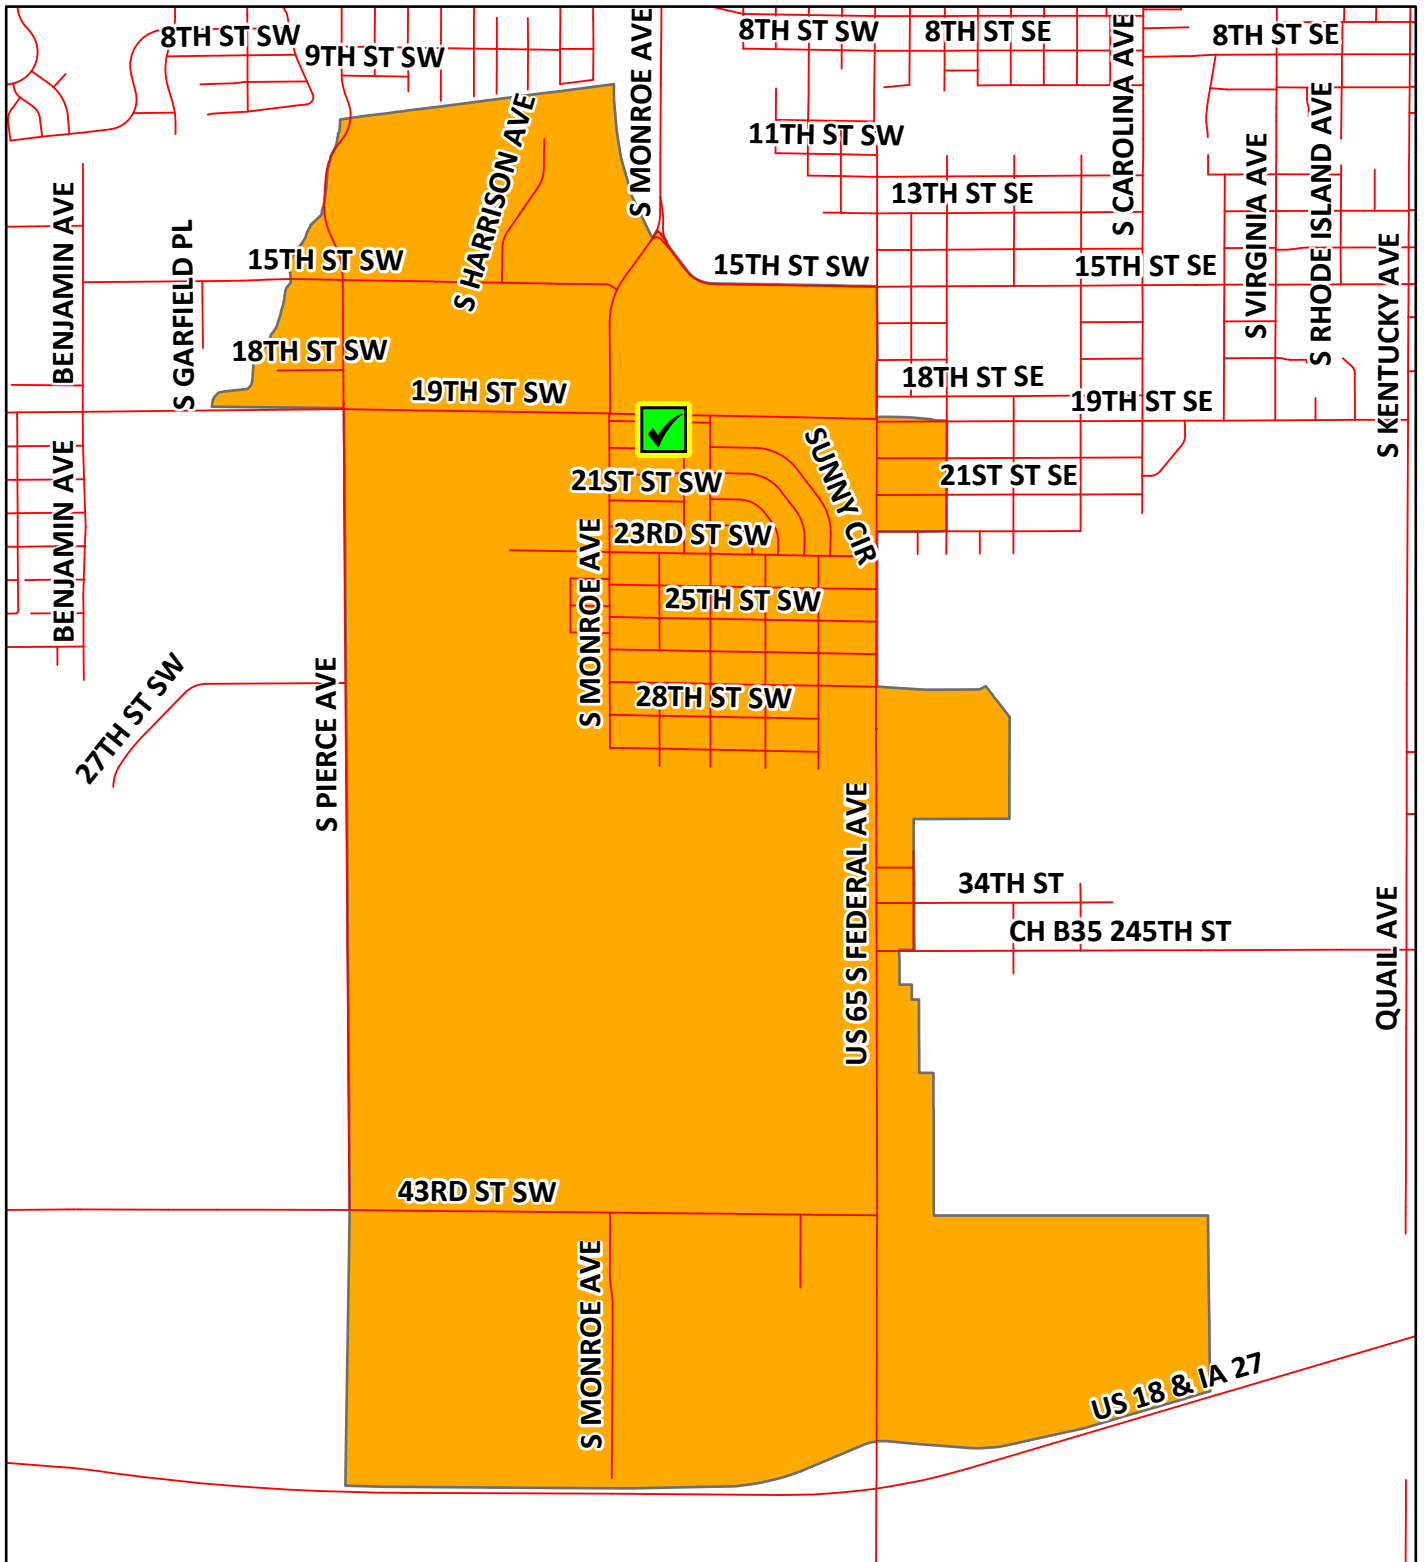 8TH ST SW
9TH ST SW
S MONROE AVE
8TH ST SW
8TH ST SE
S CAROLINA AVE
8TH ST SE
S HARRISON AVE
11TH ST SW
13TH ST SE
S VIRGINIA AVE
S RHODE ISLAND AVE
BENJAMIN AVE
S GARFIELD PL
15TH ST SW
15TH ST SW
15TH ST SE
S KENTUCKY AVE
18TH ST SW
19TH ST SW
18TH ST SE
19TH ST SE
SUNNY CIR
BENJAMIN AVE
21ST ST SW
21ST ST SE
23RD ST SW
S MONROE AVE
25TH ST SW
27TH ST SW
S PIERCE AVE
28TH ST SW
US 65 S FEDERAL AVE
34TH ST
CH B35 245TH ST
QUAIL AVE
43RD ST SW
S MONROE AVE
US 18 & IA 27